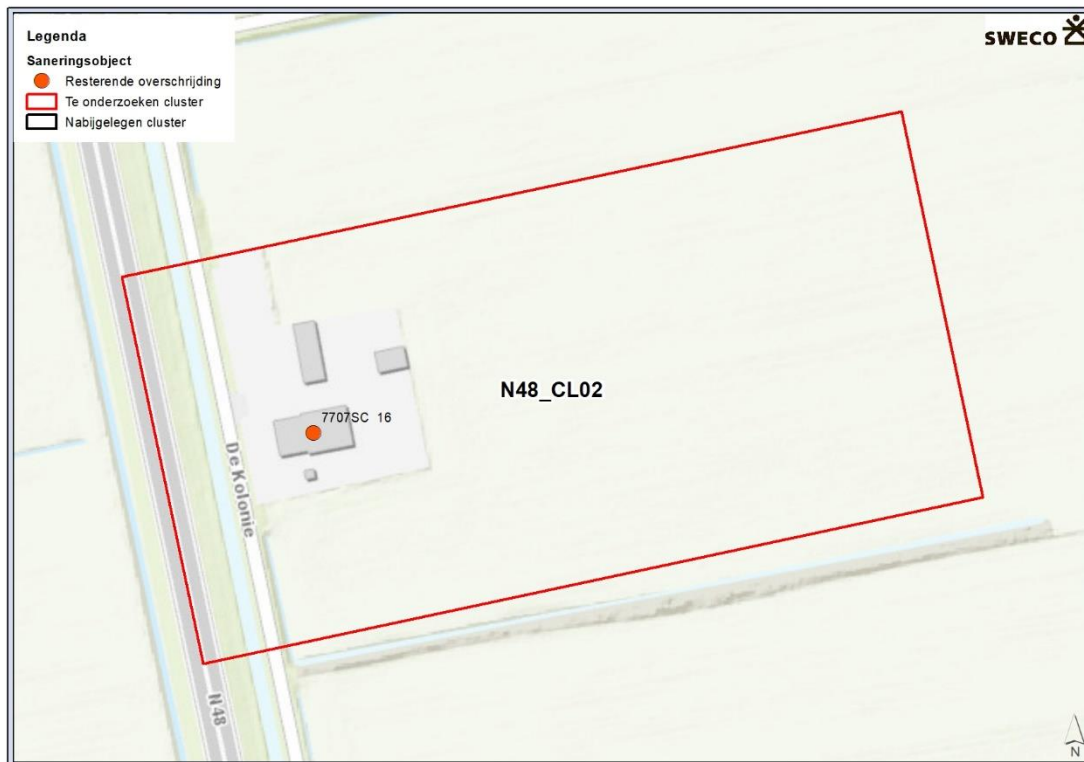 Legenda
Saneringsobject
Resterende overschrijding
Te onderzoeken cluster
Nabijgelegen cluster
SWECO
N48_CL02
7707SC 16
De Kolonie
N48
N